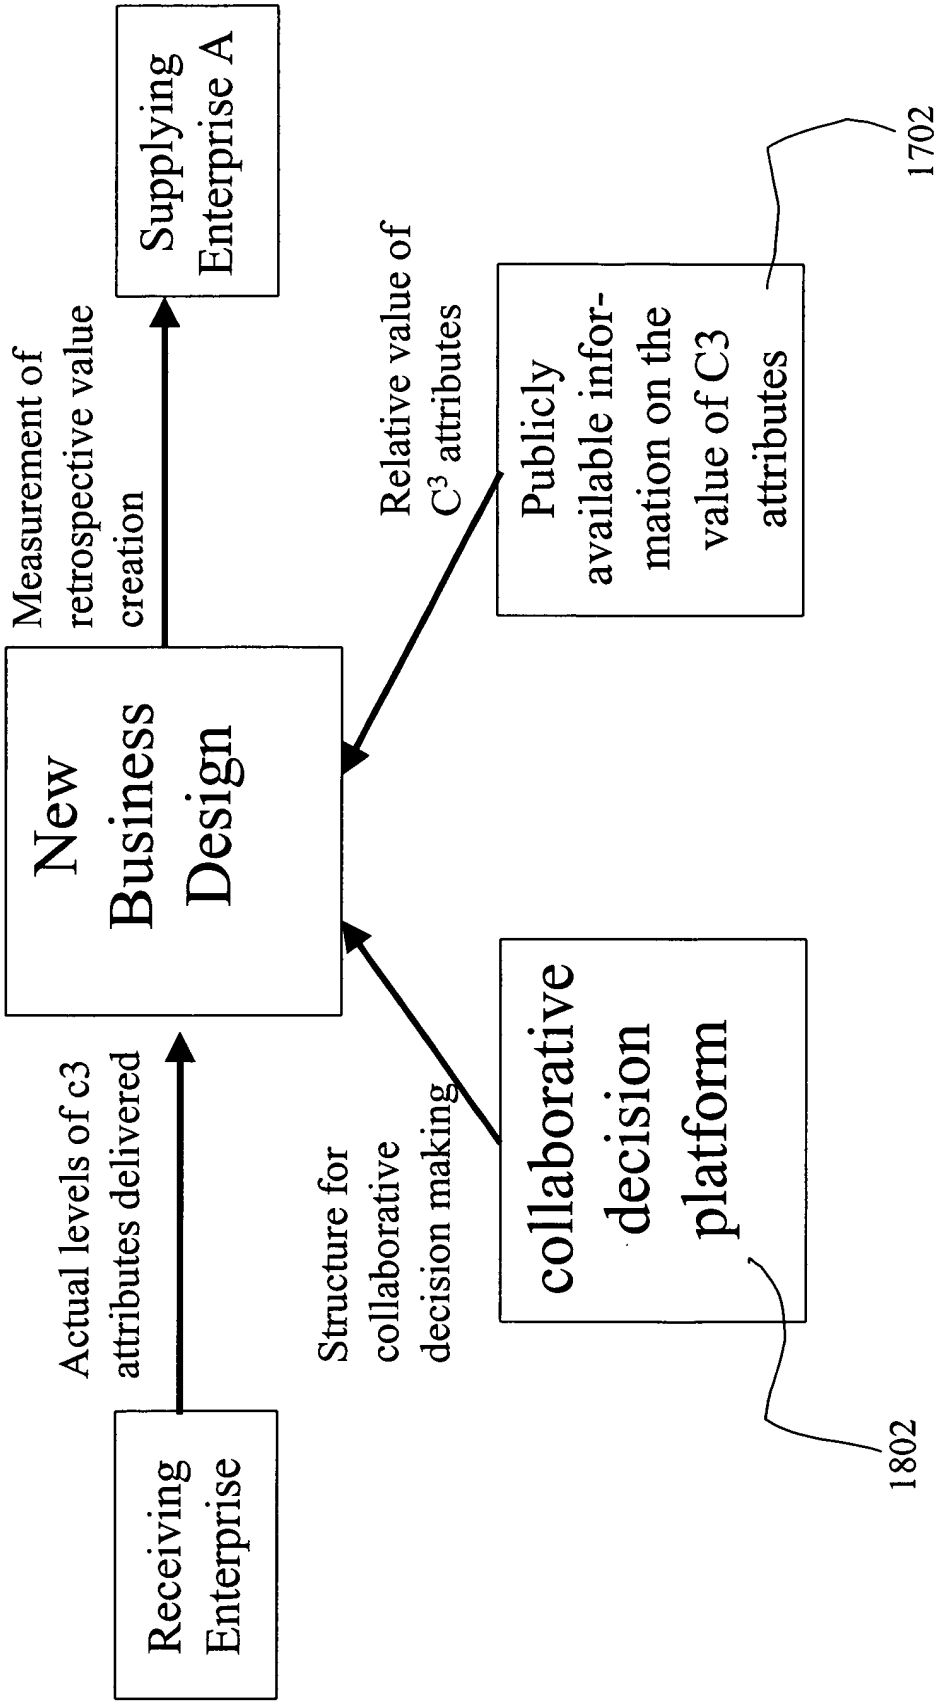 Receiving
Enterprise
Actual levels of c3
attributes delivered
New
Business
Design
Measurement of
retrospective value
creation
Supplying
Enterprise A
Structure for
collaborative
decision making
Relative value of
C³ attributes
collaborative
decision
platform
Publicly
available infor-
mation on the
value of C3
attributes
1802
1702